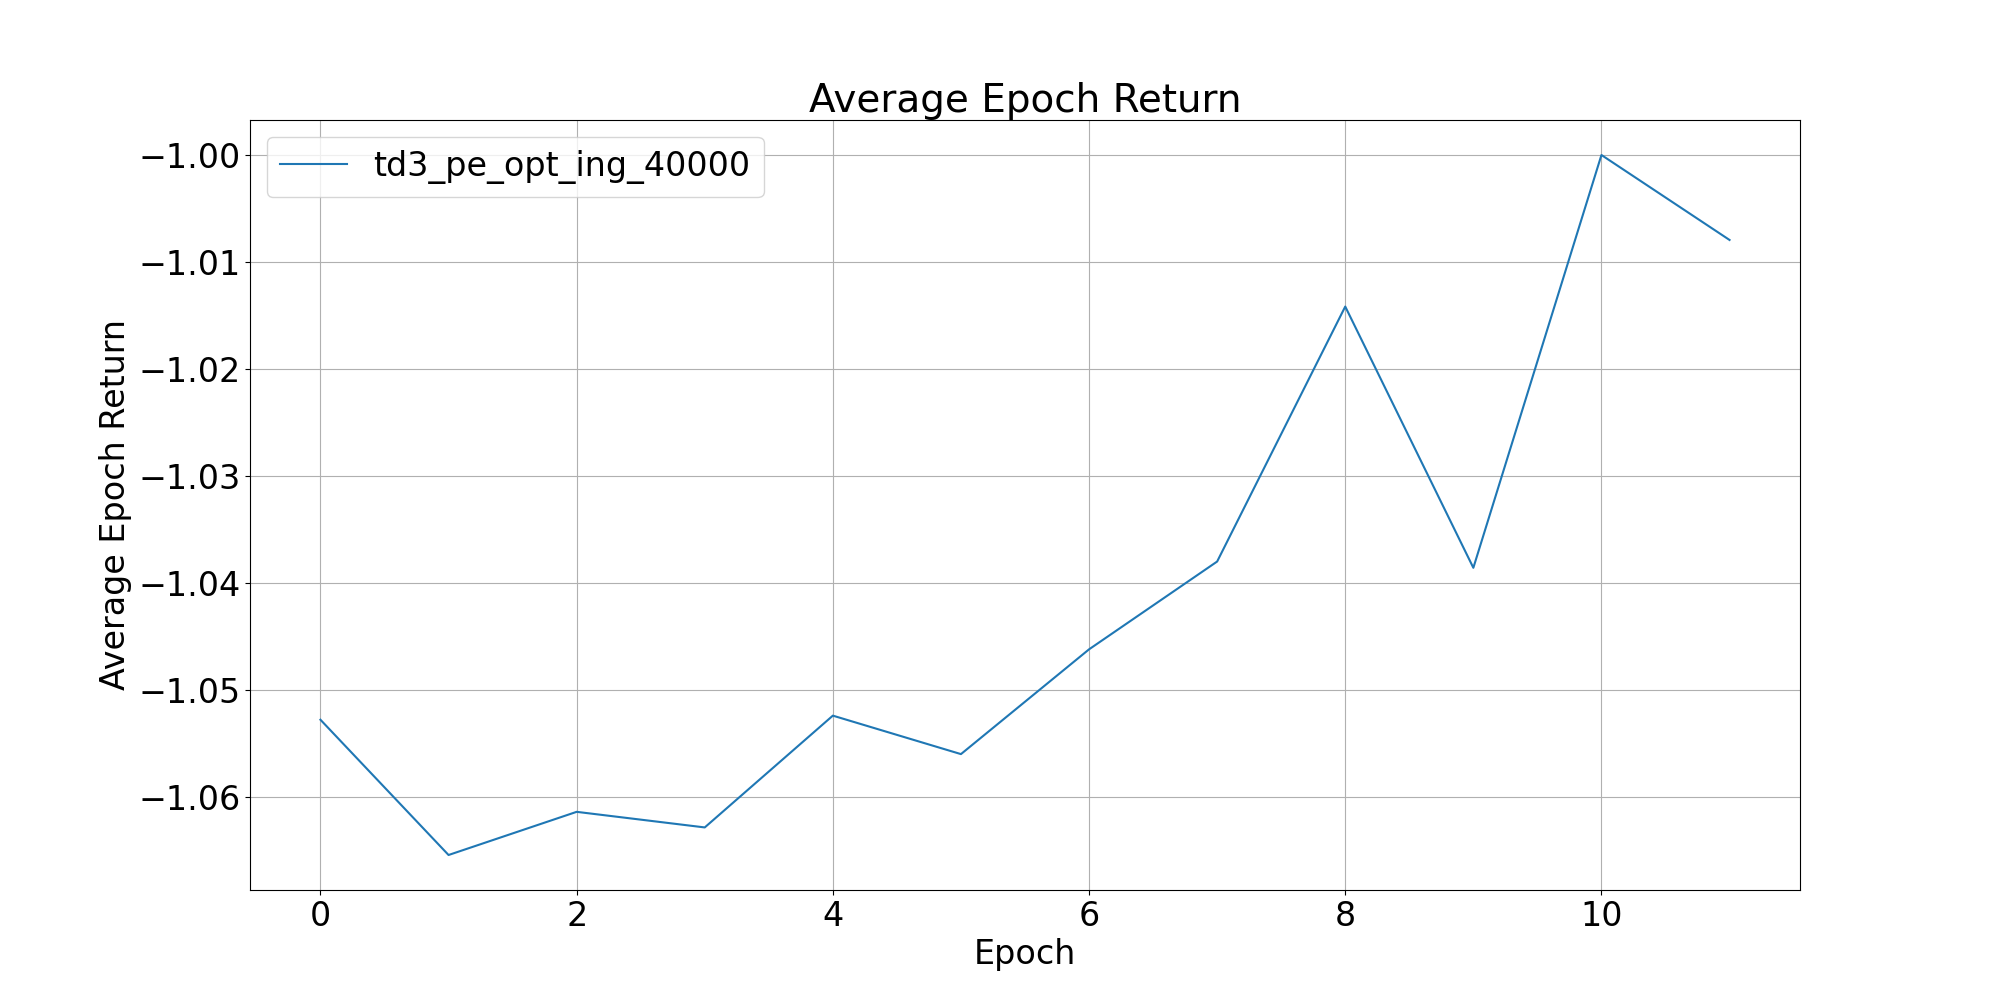 Average Epoch Return
td3_pe_opt_ing_40000
Average Epoch Return
−1.00
−1.01
−1.02
−1.03
−1.04
−1.05
−1.06
0 2 4 6 8 10
Epoch